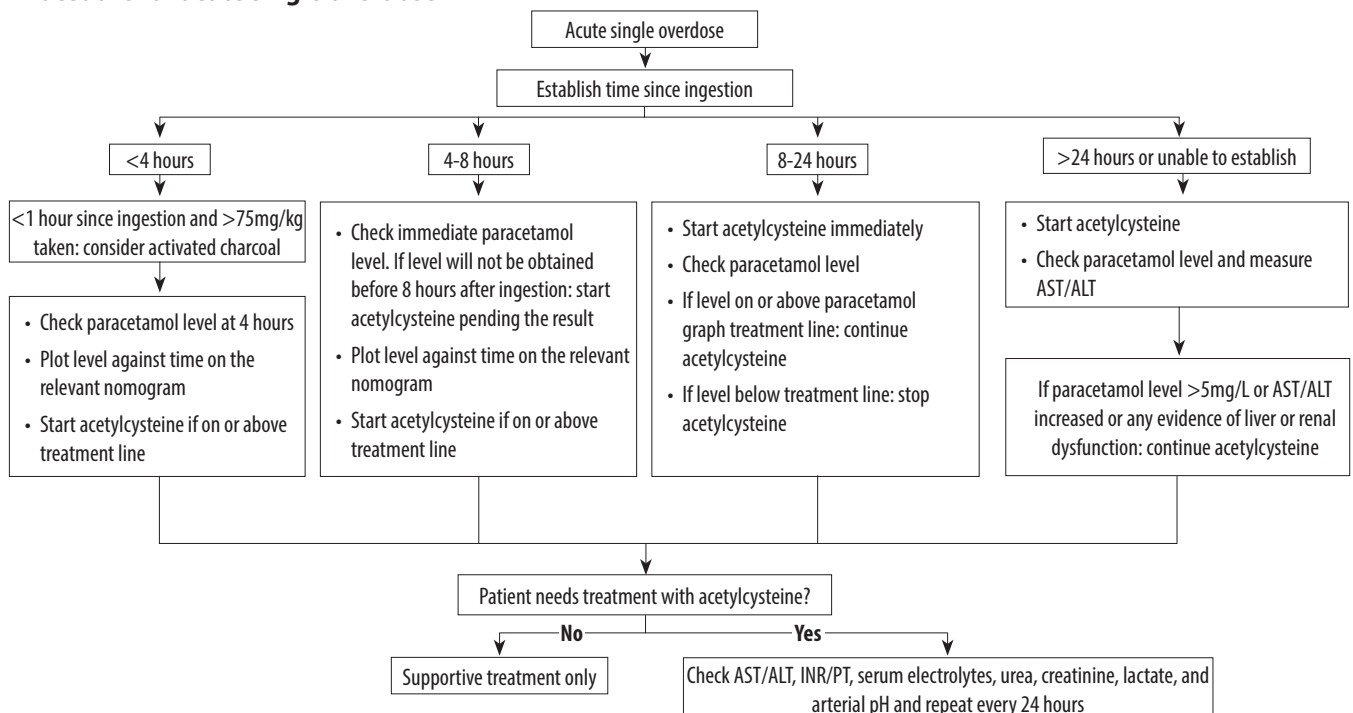 Acute single overdose
Establish time since ingestion
<4 hours
<1 hour since ingestion and >75mg/kg
taken: consider activated charcoal
• Check paracetamol level at 4 hours
• Plot level against time on the
relevant nomogram
• Start acetylcysteine if on or above
treatment line
4-8 hours
• Check immediate paracetamol
level. If level will not be obtained
before 8 hours after ingestion: start
acetylcysteine pending the result
• Plot level against time on the relevant
nomogram
• Start acetylcysteine if on or above
treatment line
8-24 hours
• Start acetylcysteine immediately
• Check paracetamol level
• If level on or above paracetamol
graph treatment line: continue
acetylcysteine
• If level below treatment line: stop
acetylcysteine
>24 hours or unable to establish
• Start acetylcysteine
• Check paracetamol level and measure
AST/ALT
If paracetamol level >5mg/L or AST/ALT
increased or any evidence of liver or renal
dysfunction: continue acetylcysteine
Patient needs treatment with acetylcysteine?
No
Yes
Supportive treatment only
Check AST/ALT, INR/PT, serum electrolytes, urea, creatinine, lactate, and
arterial pH and repeat every 24 hours